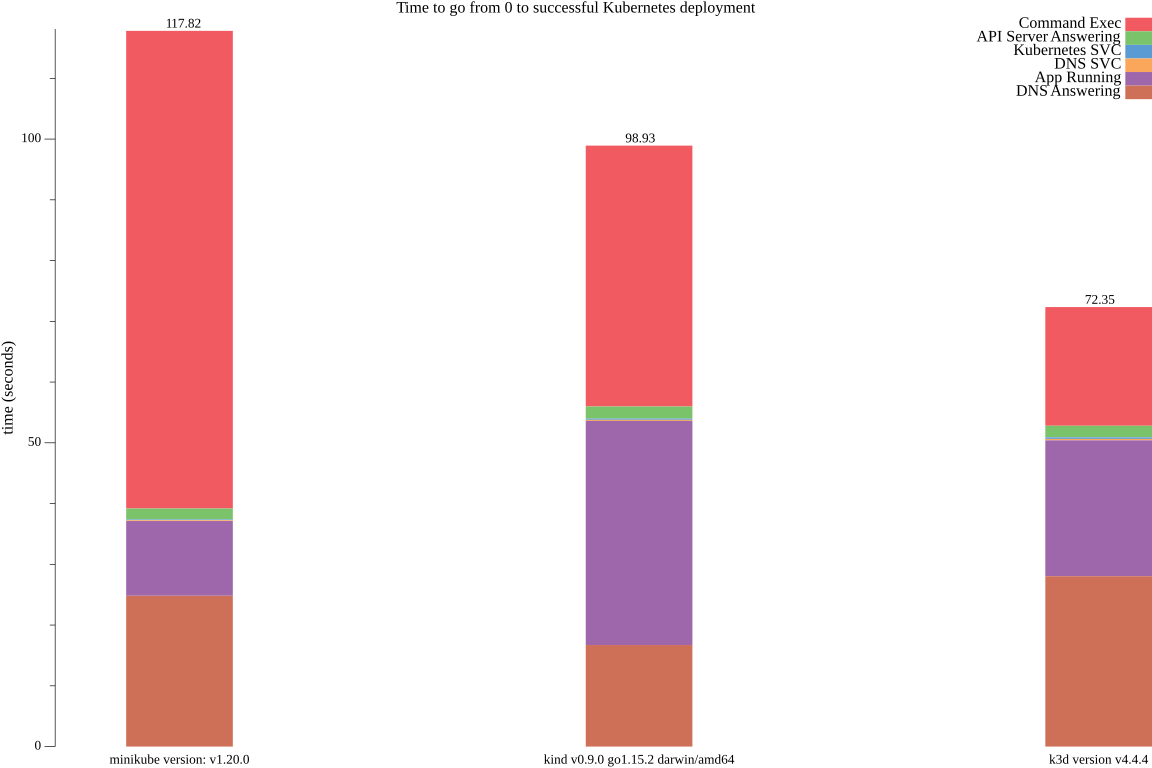 Time to go from 0 to successful Kubernetes deployment
117.82
Command Exec
API Server Answering
Kubernetes SVC
DNS SVC
App Running
DNS Answering
100
98.93
72.35
time (seconds)
50
0
minikube version: v1.20.0
kind v0.9.0 go1.15.2 darwin/amd64
k3d version v4.4.4